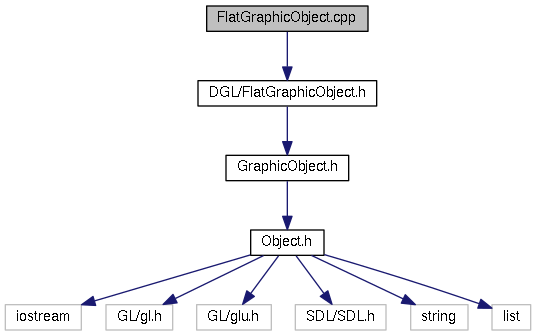 FlatGraphicObject.cpp
DGL/FlatGraphicObject.h
GraphicObject.h
Object.h
iostream
GL/gl.h
GL/glu.h
SDL/SDL.h
string
list